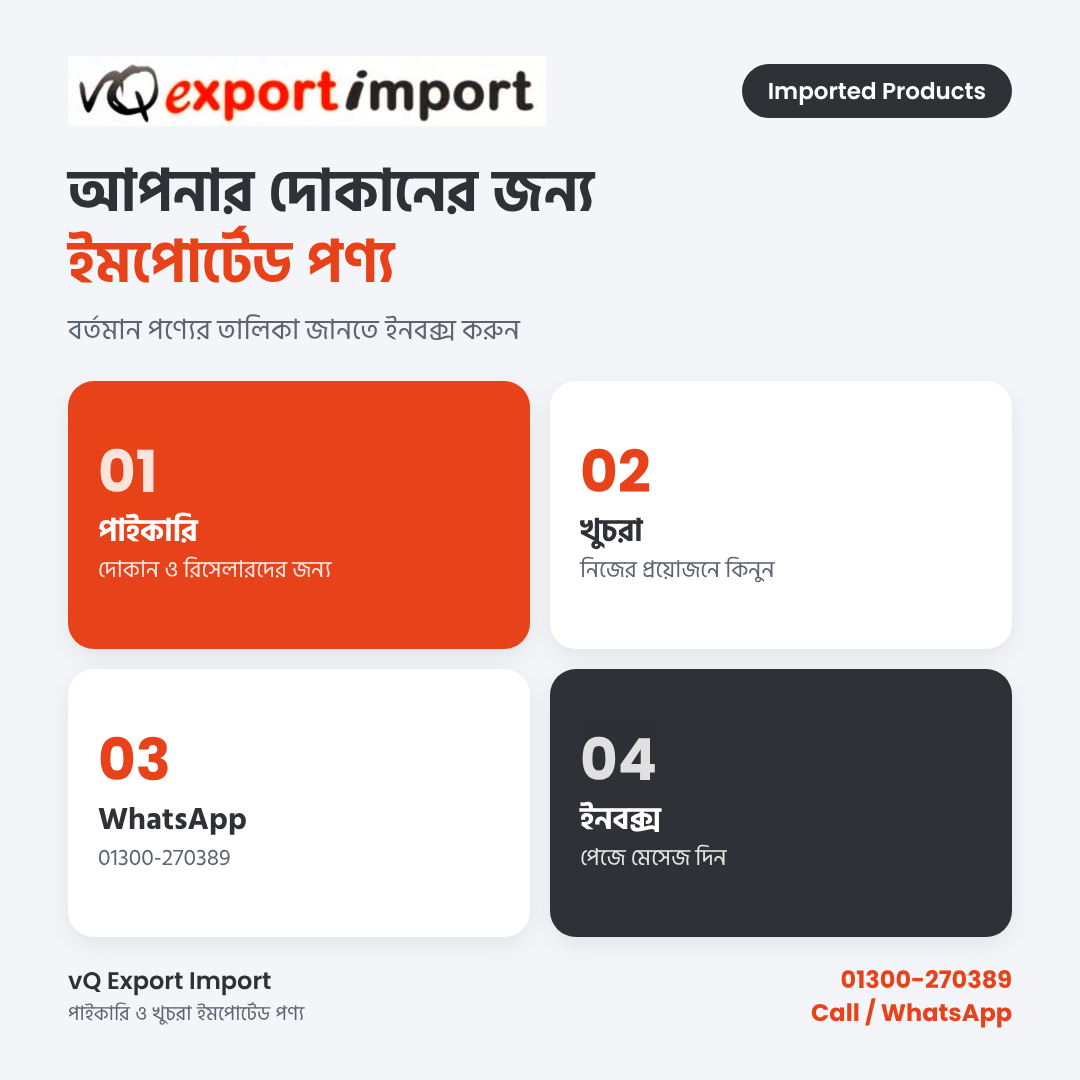 vQ export import
Imported Products
আপনার দোকানের জন্য
ইমপোর্টেড পণ্য
বর্তমান পণ্যের তালিকা জানতে ইনবক্স করুন
01
পাইকারি
দোকান ও রিসেলারদের জন্য
02
খুচরা
নিজের প্রয়োজনে কিনুন
03
WhatsApp
01300-270389
04
ইনবক্স
পেজে মেসেজ দিন
vQ Export Import
পাইকারি ও খুচরা ইমপোর্টেড পণ্য
01300-270389
Call / WhatsApp